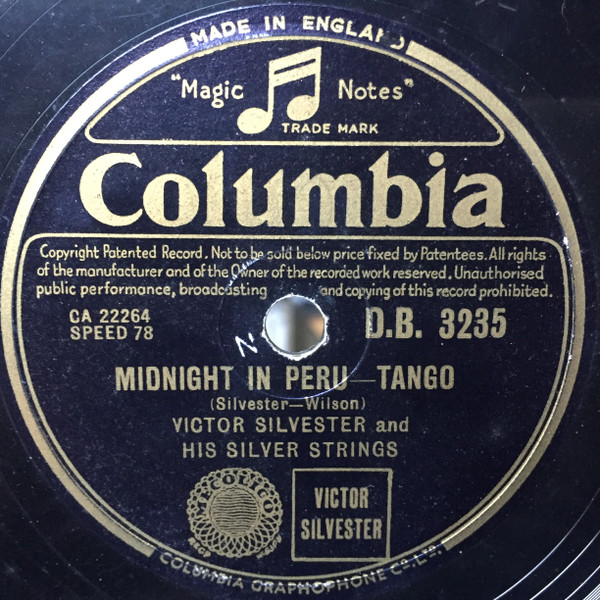 MADE IN ENGLAND
"Magic Notes"
TRADE MARK
Columbia
Copyright Patented Record. Not to be sold below price fixed by Patentees. All rights
of the manufacturer and of the Owner of the recorded work reserved. Unauthorised
public performance, broadcasting and copying of this record prohibited.
CA 22264
SPEED 78
D.B. 3235
MIDNIGHT IN PERU—TANGO
(Silvester—Wilson)
VICTOR SILVESTER and
HIS SILVER STRINGS
MECOLICO
VICTOR
SILVESTER
COLUMBIA GRAPHOPHONE Co. LTD.